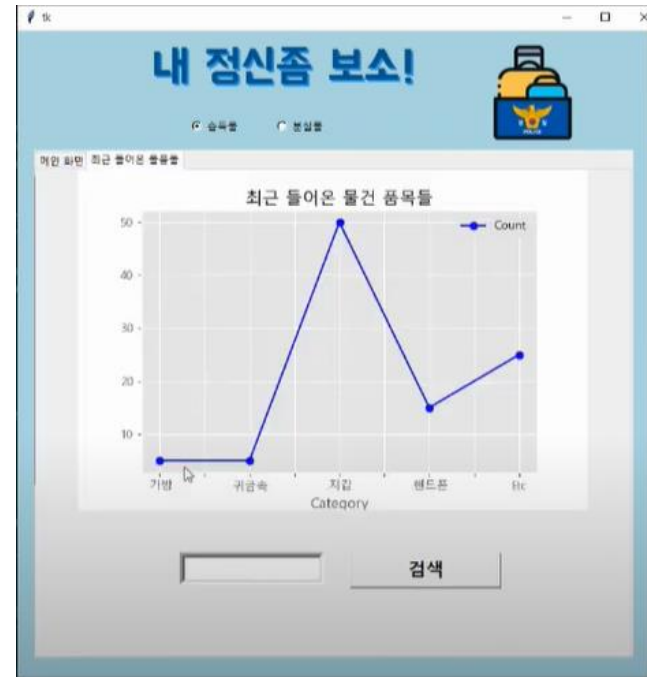 tk
내 정신좀 보소!
습득물 분실물
POLICE
메인 화면 최근 들어온 물품들
최근 들어온 물건 품목들
Count
50
40
30
20
10
가방 귀금속 지갑 핸드폰 Etc
Category
검색